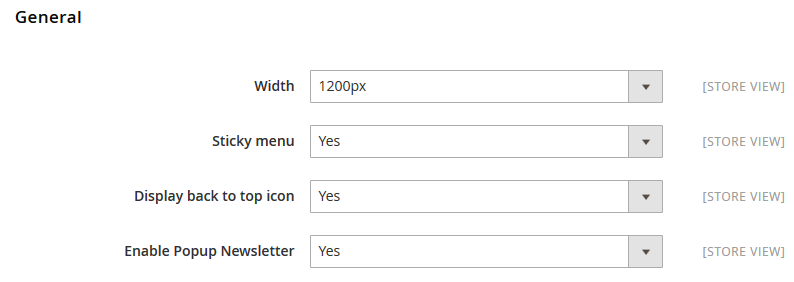 General
Width 1200px [STORE VIEW]
Sticky menu Yes [STORE VIEW]
Display back to top icon Yes [STORE VIEW]
Enable Popup Newsletter Yes [STORE VIEW]